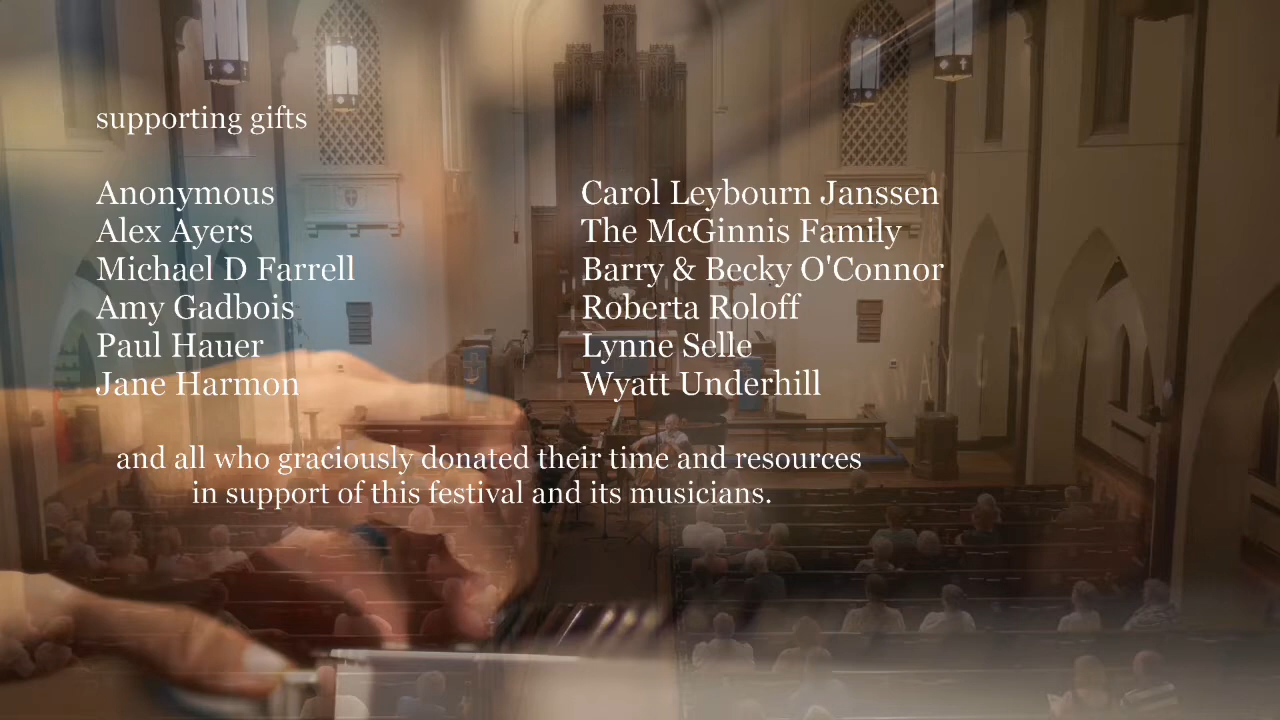 supporting gifts
Anonymous
Alex Ayers
Michael D Farrell
Amy Gadbois
Paul Hauer
Jane Harmon
Carol Leybourn Janssen
The McGinnis Family
Barry & Becky O'Connor
Roberta Roloff
Lynne Selle
Wyatt Underhill
and all who graciously donated their time and resources
in support of this festival and its musicians.